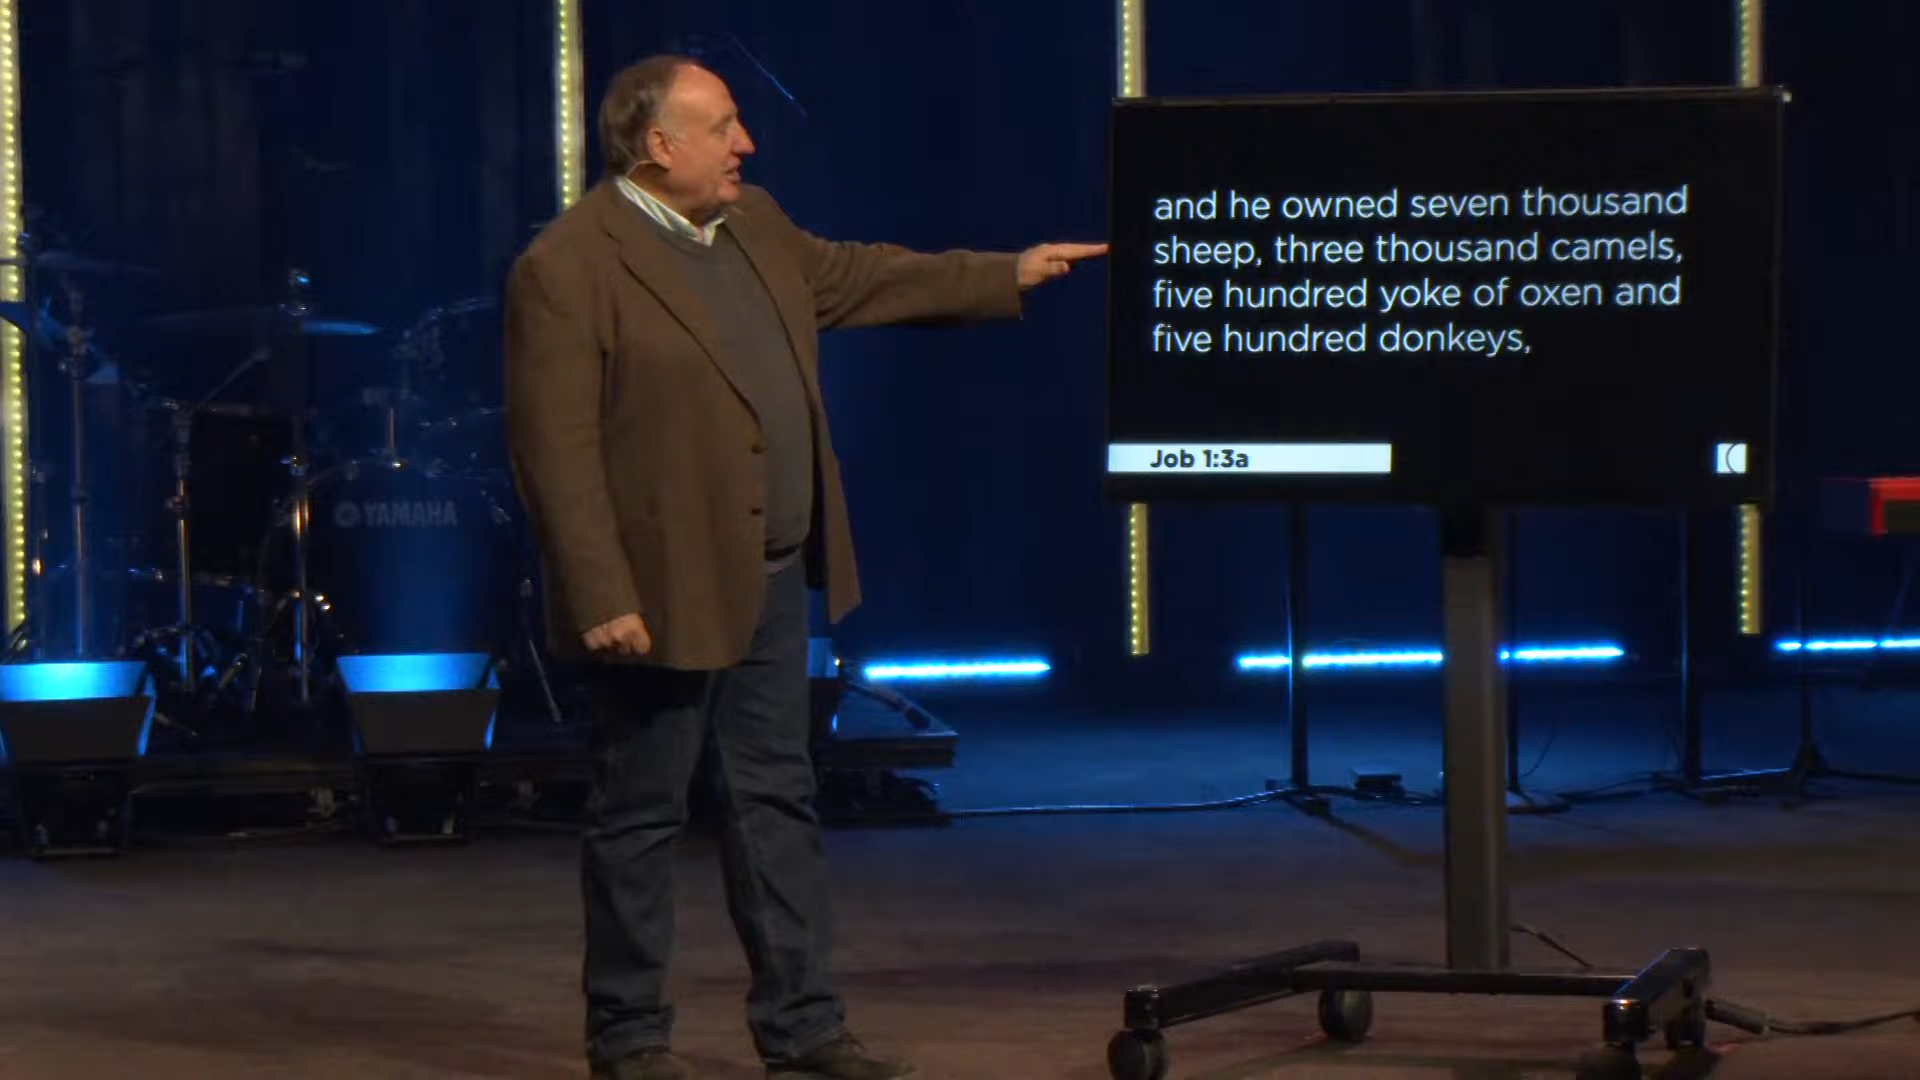 and he owned seven thousand
sheep, three thousand camels,
five hundred yoke of oxen and
five hundred donkeys,
Job 1:3a
YAMAHA